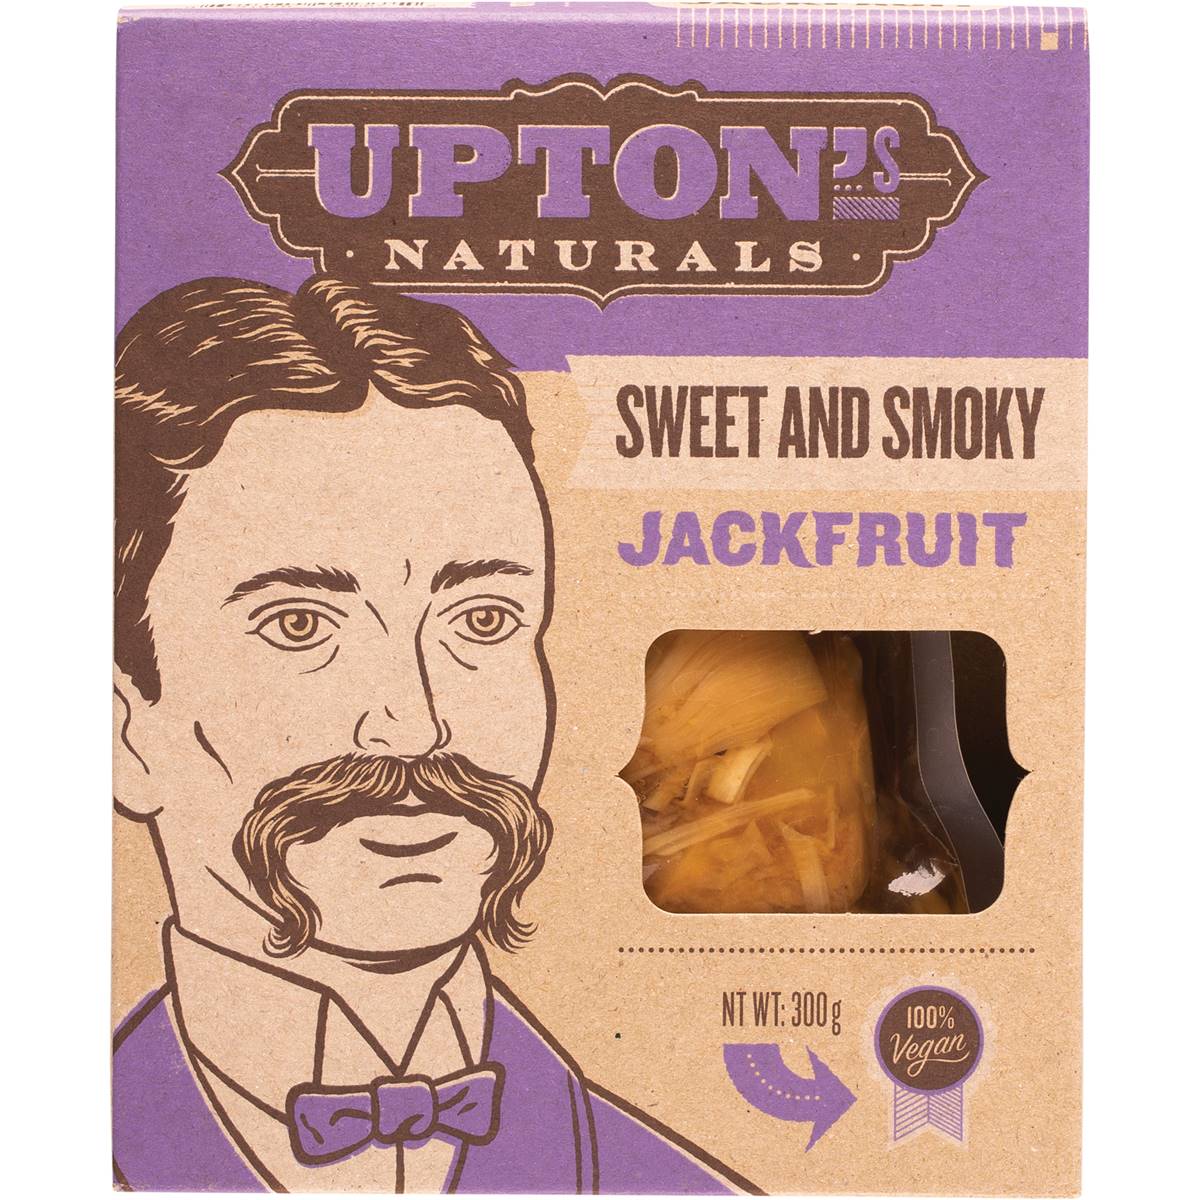 UPTON'S
· NATURALS ·
SWEET AND SMOKY
JACKFRUIT
NT WT: 300g
100%
Vegan